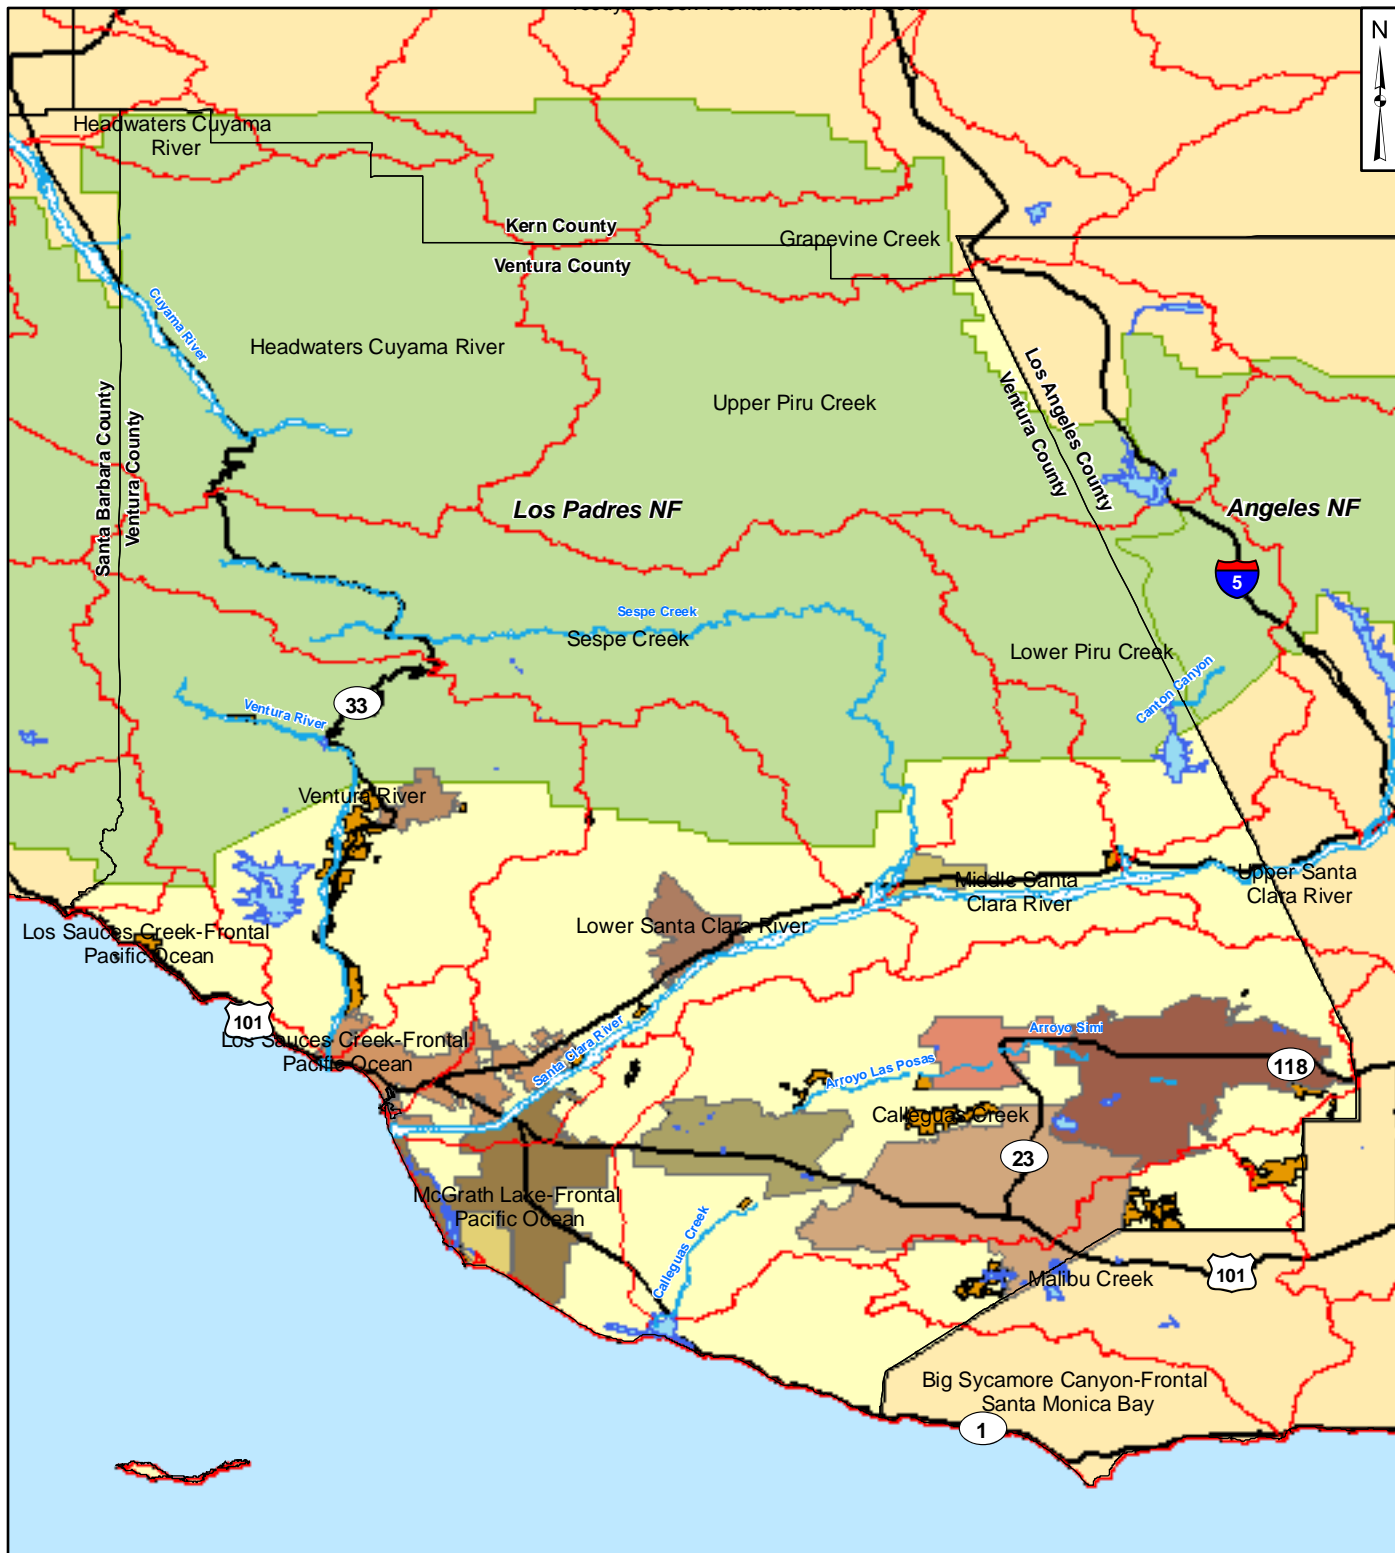 N
Headwaters Cuyama
River
Kern County
Grapevine Creek
Ventura County
Cuyama River
Headwaters Cuyama River
Los Angeles County
Ventura County
Santa Barbara County
Ventura County
Upper Piru Creek
Los Padres NF
Angeles NF
5
Sespe Creek
Sespe Creek
Lower Piru Creek
Canton Canyon
33
Ventura River
Ventura River
Middle Santa
Clara River
Upper Santa
Clara River
Lower Santa Clara River
Los Sauces Creek-Frontal
Pacific Ocean
101
Los Sauces Creek-Frontal
Pacific Ocean
Santa Clara River
Arroyo Simi
Arroyo Las Posas
118
Calleguas Creek
23
McGrath Lake-Frontal
Pacific Ocean
Calleguas Creek
Malibu Creek
101
Big Sycamore Canyon-Frontal
Santa Monica Bay
1